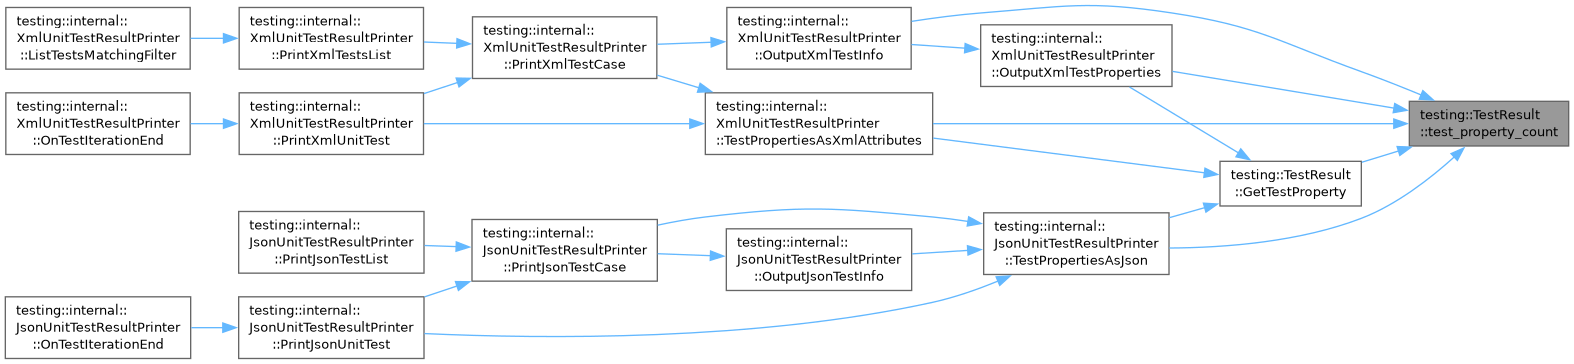 testing::internal::
XmlUnitTestResultPrinter
::ListTestsMatchingFilter
testing::internal::
XmlUnitTestResultPrinter
::PrintXmlTestsList
testing::internal::
XmlUnitTestResultPrinter
::PrintXmlTestCase
testing::internal::
XmlUnitTestResultPrinter
::OutputXmlTestInfo
testing::internal::
XmlUnitTestResultPrinter
::OutputXmlTestProperties
testing::internal::
XmlUnitTestResultPrinter
::OnTestIterationEnd
testing::internal::
XmlUnitTestResultPrinter
::PrintXmlUnitTest
testing::internal::
XmlUnitTestResultPrinter
::TestPropertiesAsXmlAttributes
testing::TestResult
::test_property_count
testing::TestResult
::GetTestProperty
testing::internal::
JsonUnitTestResultPrinter
::PrintJsonTestList
testing::internal::
JsonUnitTestResultPrinter
::PrintJsonTestCase
testing::internal::
JsonUnitTestResultPrinter
::OutputJsonTestInfo
testing::internal::
JsonUnitTestResultPrinter
::TestPropertiesAsJson
testing::internal::
JsonUnitTestResultPrinter
::OnTestIterationEnd
testing::internal::
JsonUnitTestResultPrinter
::PrintJsonUnitTest